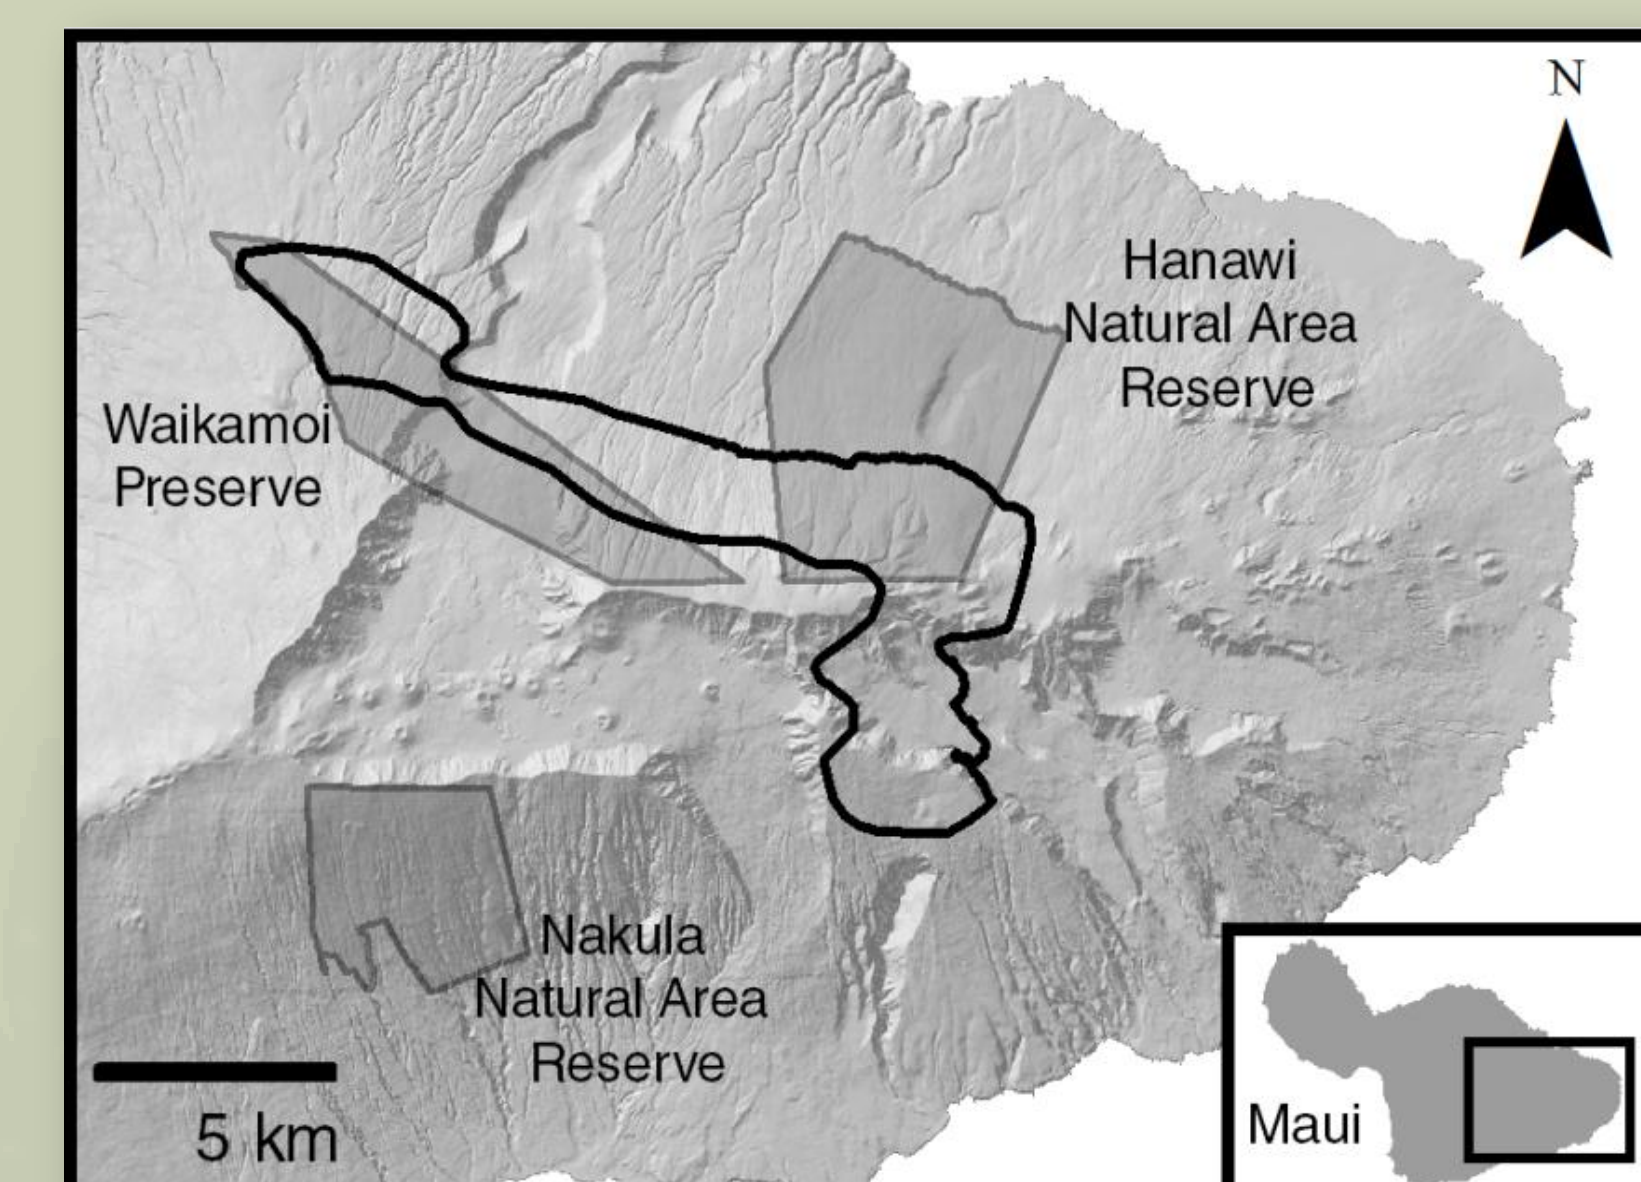 N
Hanawi
Natural Area
Reserve
Waikamoi
Preserve
Nakula
Natural Area
Reserve
5 km
Maui